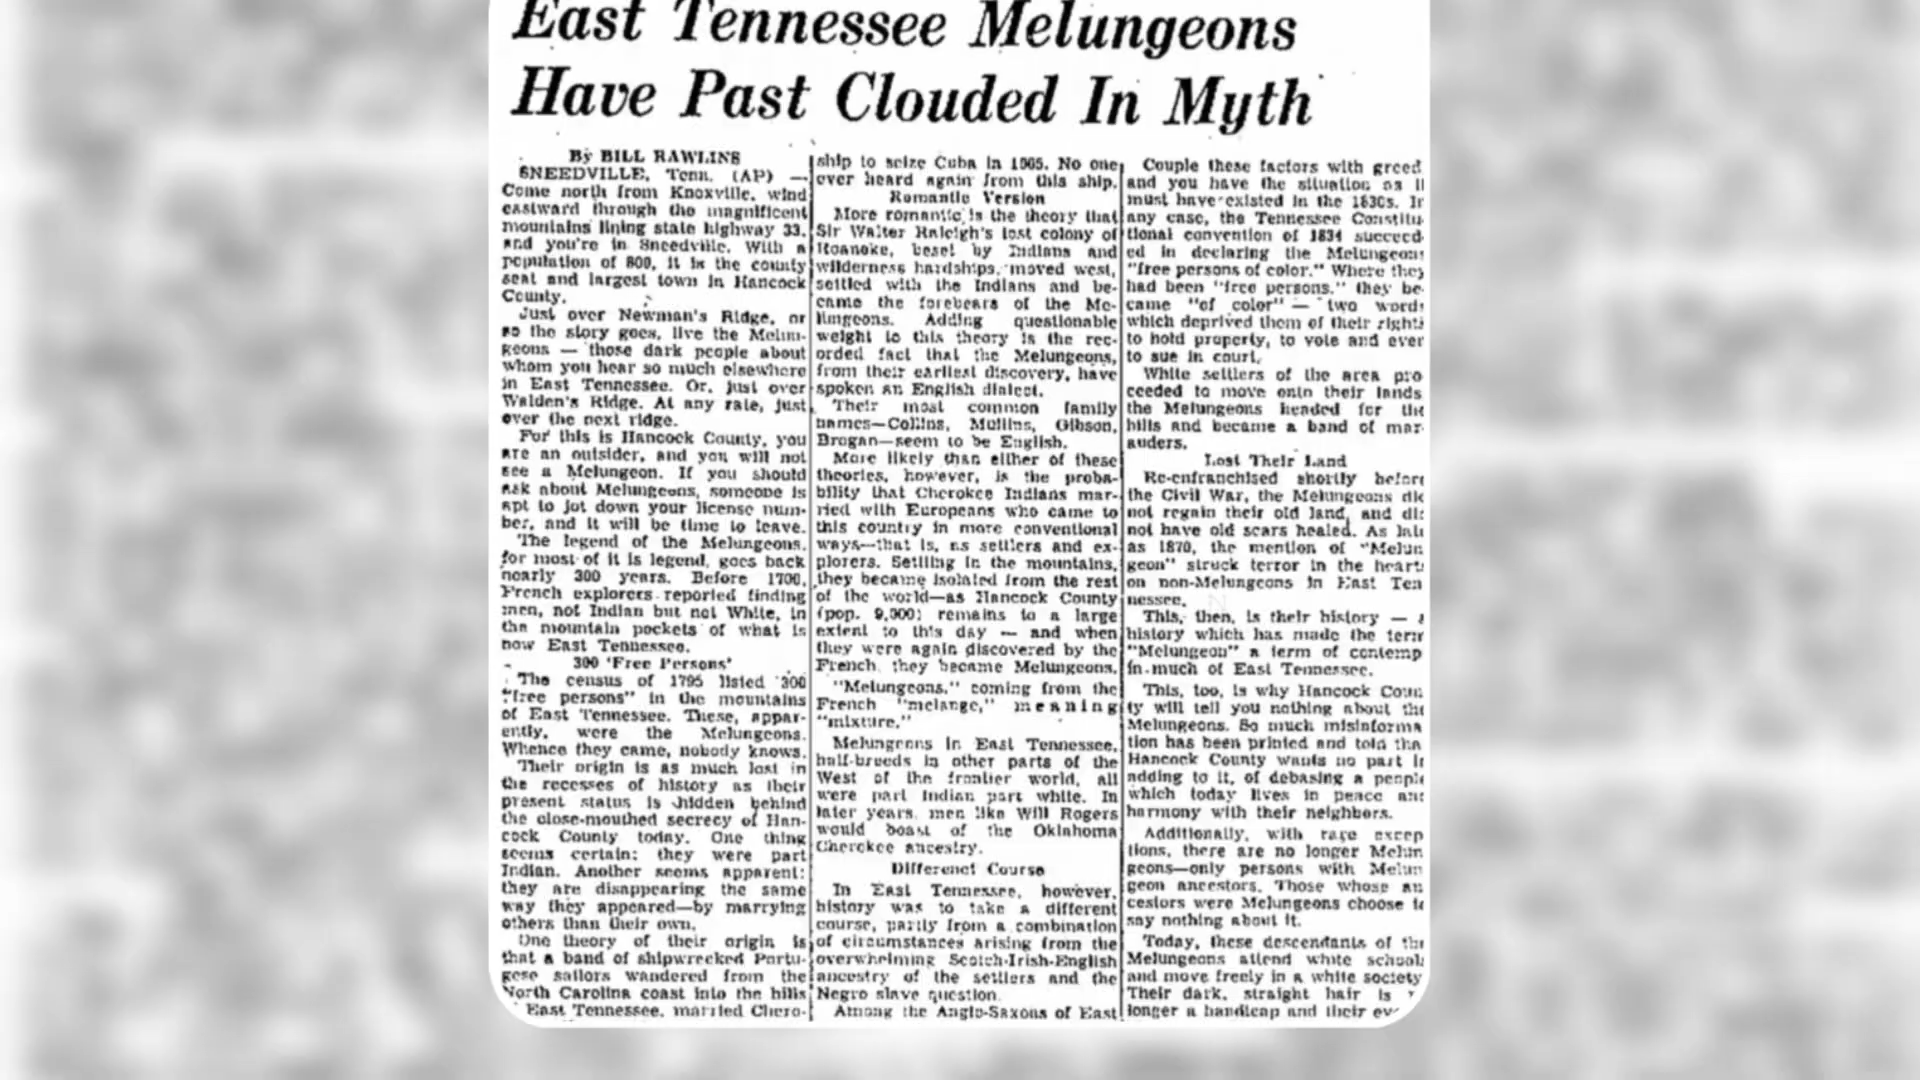 East Tennessee Melungeons
Have Past Clouded In Myth
By BILL RAWLINS
SNEEDVILLE, Tenn. (AP) —
Come north from Knoxville, wind
eastward through the magnificent
mountains lining state highway 33,
and you're in Sneedville. With a
population of 800, it is the county
seat and largest town in Hancock
County.
Just over Newman's Ridge, or
so the story goes, live the Melun-
geons — those dark people about
whom you hear so much elsewhere
in East Tennessee. Or, just over
Walden's Ridge. At any rate, just
over the next ridge.
For this is Hancock County, you
are an outsider, and you will not
see a Melungeon. If you should
ask about Melungeons, someone is
apt to jot down your license num-
ber, and it will be time to leave.
The legend of the Melungeons,
for most of it is legend, goes back
nearly 300 years. Before 1700,
French explorers reported finding
men, not Indian but not White, in
the mountain pockets of what is
now East Tennessee.
300 'Free Persons'
The census of 1795 listed 300
"free persons" in the mountains
of East Tennessee. These, appar-
ently, were the Melungeons.
Whence they came, nobody knows.
Their origin is as much lost in
the recesses of history as their
present status is hidden behind
the close-mouthed secrecy of Han-
cock County today. One thing
seems certain: they were part
Indian. Another seems apparent:
they are disappearing the same
way they appeared—by marrying
others than their own.
One theory of their origin is
that a band of shipwrecked Portu-
gese sailors wandered from the
North Carolina coast into the hills
East Tennessee, married Chero-
ship to seize Cuba in 1665. No one
ever heard again from this ship.
Romantic Version
More romantic is the theory that
Sir Walter Raleigh's lost colony of
Roanoke, beset by Indians and
wilderness hardships, moved west,
settled with the Indians and be-
came the forebears of the Me-
lungeons. Adding questionable
weight to this theory is the rec-
orded fact that the Melungeons,
from their earliest discovery, have
spoken an English dialect.
Their most common family
names—Collins, Mullins, Gibson,
Brogan—seem to be English.
More likely than either of these
theories, however, is the proba-
bility that Cherokee Indians mar-
ried with Europeans who came to
this country in more conventional
ways—that is, as settlers and ex-
plorers. Settling in the mountains,
they became isolated from the rest
of the world—as Hancock County
(pop. 9,000) remains to a large
extent to this day — and when
they were again discovered by the
French, they became Melungeons.
"Melungeons," coming from the
French "melange," meaning
"mixture."
Melungeons in East Tennessee,
half-breeds in other parts of the
West of the frontier world, all
were part Indian part white. In
later years, men like Will Rogers
would boast of the Oklahoma
Cherokee ancestry.
Different Course
In East Tennessee, however,
history was to take a different
course, partly from a combination
of circumstances arising from the
overwhelming Scotch-Irish-English
ancestry of the settlers and the
Negro slave question.
Among the Anglo-Saxons of East
Couple these factors with greed
and you have the situation as i
must have existed in the 1830s. Ir
any case, the Tennessee Constitu-
tional convention of 1834 succeed-
ed in declaring the Melungeons
"free persons of color." Where they
had been "free persons," they be-
came "of color" — two words
which deprived them of their rights
to hold property, to vote and ever
to sue in court.
White settlers of the area pro
ceeded to move onto their lands
the Melungeons headed for the
hills and became a band of mar-
auders.
Lost Their Land
Re-enfranchised shortly before
the Civil War, the Melungeons di
not regain their old land, and di
not have old scars healed. As late
as 1870, the mention of "Melun
geon" struck terror in the hearts
on non-Melungeons in East Ten
nessee.
This, then, is their history — a
history which has made the term
"Melungeon" a term of contemp
in much of East Tennessee.
This, too, is why Hancock Coun
ty will tell you nothing about the
Melungeons. So much misinforma
tion has been printed and told tha
Hancock County wants no part i
adding to it, of debasing a people
which today lives in peace and
harmony with their neighbors.
Additionally, with rare excep
tions, there are no longer Melun
geons—only persons with Melun
geon ancestors. Those whose an
cestors were Melungeons choose to
say nothing about it.
Today, these descendants of the
Melungeons attend white schools
and move freely in a white society
Their dark, straight hair is
longer a handicap and their